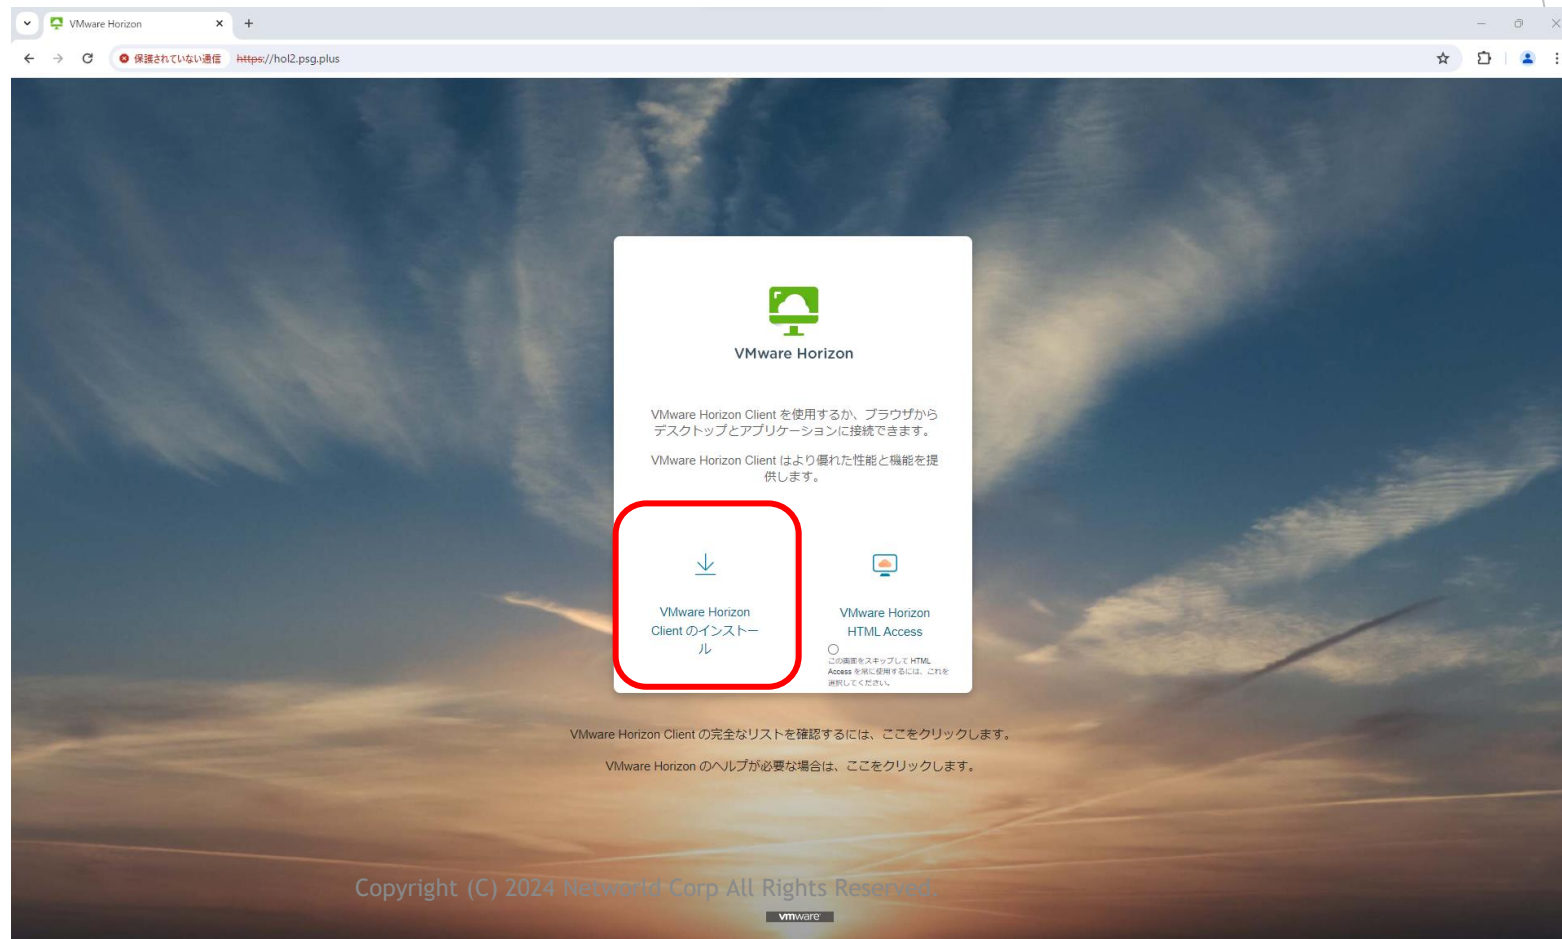 VMware Horizon
保護されていない通信 https://hol2.psg.plus
VMware Horizon
VMware Horizon Client を使用するか、ブラウザから
デスクトップとアプリケーションに接続できます。
VMware Horizon Client はより優れた性能と機能を提
供します。
VMware Horizon
Client のインストー
ル
VMware Horizon
HTML Access
この画面をスキップして HTML
Access を常に使用するには、これを
選択してください。
VMware Horizon Client の完全なリストを確認するには、ここをクリックします。
VMware Horizon のヘルプが必要な場合は、ここをクリックします。
Copyright (C) 2024 Networld Corp All Rights Reserved.
vmware